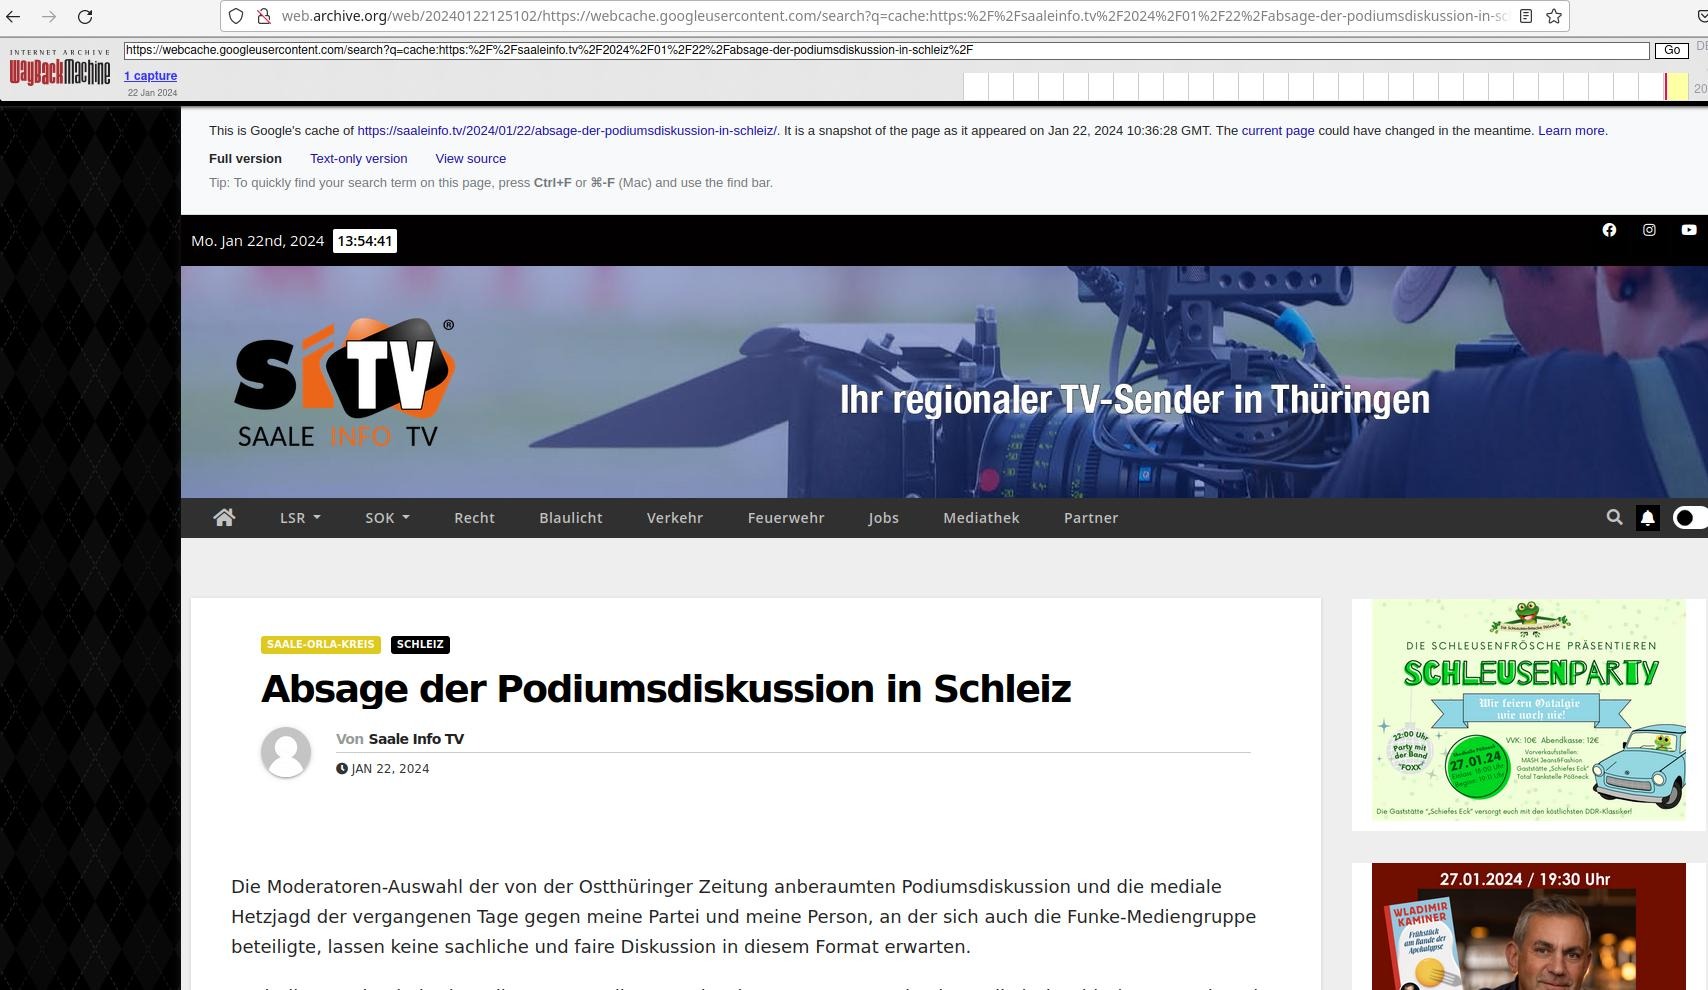 web.archive.org/web/20240122125102/https://webcache.googleusercontent.com/search?q=cache:https:%2F%2Fsaaleinfo.tv%2F2024%2F01%2F22%2Fabsage-der-podiumsdiskussion-in-sc
INTERNET ARCHIVE
WayBackMachine
https://webcache.googleusercontent.com/search?q=cache:https:%2F%2Fsaaleinfo.tv%2F2024%2F01%2F22%2Fabsage-der-podiumsdiskussion-in-schleiz%2F
Go
DE
1 capture
22 Jan 2024
20
This is Google's cache of https://saaleinfo.tv/2024/01/22/absage-der-podiumsdiskussion-in-schleiz/. It is a snapshot of the page as it appeared on Jan 22, 2024 10:36:28 GMT. The current page could have changed in the meantime. Learn more.
Full version Text-only version View source
Tip: To quickly find your search term on this page, press Ctrl+F or ⌘-F (Mac) and use the find bar.
Mo. Jan 22nd, 2024 13:54:41
SiTV®
SAALE INFO TV
Ihr regionaler TV-Sender in Thüringen
LSR SOK Recht Blaulicht Verkehr Feuerwehr Jobs Mediathek Partner
SAALE-ORLA-KREIS SCHLEIZ
Absage der Podiumsdiskussion in Schleiz
Von Saale Info TV
JAN 22, 2024
Die Moderatoren-Auswahl der von der Ostthüringer Zeitung anberaumten Podiumsdiskussion und die mediale
Hetzjagd der vergangenen Tage gegen meine Partei und meine Person, an der sich auch die Funke-Mediengruppe
beteiligte, lassen keine sachliche und faire Diskussion in diesem Format erwarten.
DIE SCHLEUSENFRÖSCHE PRÄSENTIEREN
SCHLEUSENPARTY
Wir feiern Ostalgie
wie noch nie!
22:00 Uhr
Party mit
der Band
"FOXX"
27.01.24
VVK: 10€ Abendkasse: 12€
Vorverkaufsstellen:
MASH Jeans&Fashion
Gaststätte „Schiefes Eck"
Total Tankstelle Pößneck
Die Gaststätte "„Schiefes Eck" versorgt euch mit den köstlichsten DDR-Klassiker!
27.01.2024 / 19:30 Uhr
WLADIMIR
KAMINER
Frühstück
am Rande der
Apokalypse